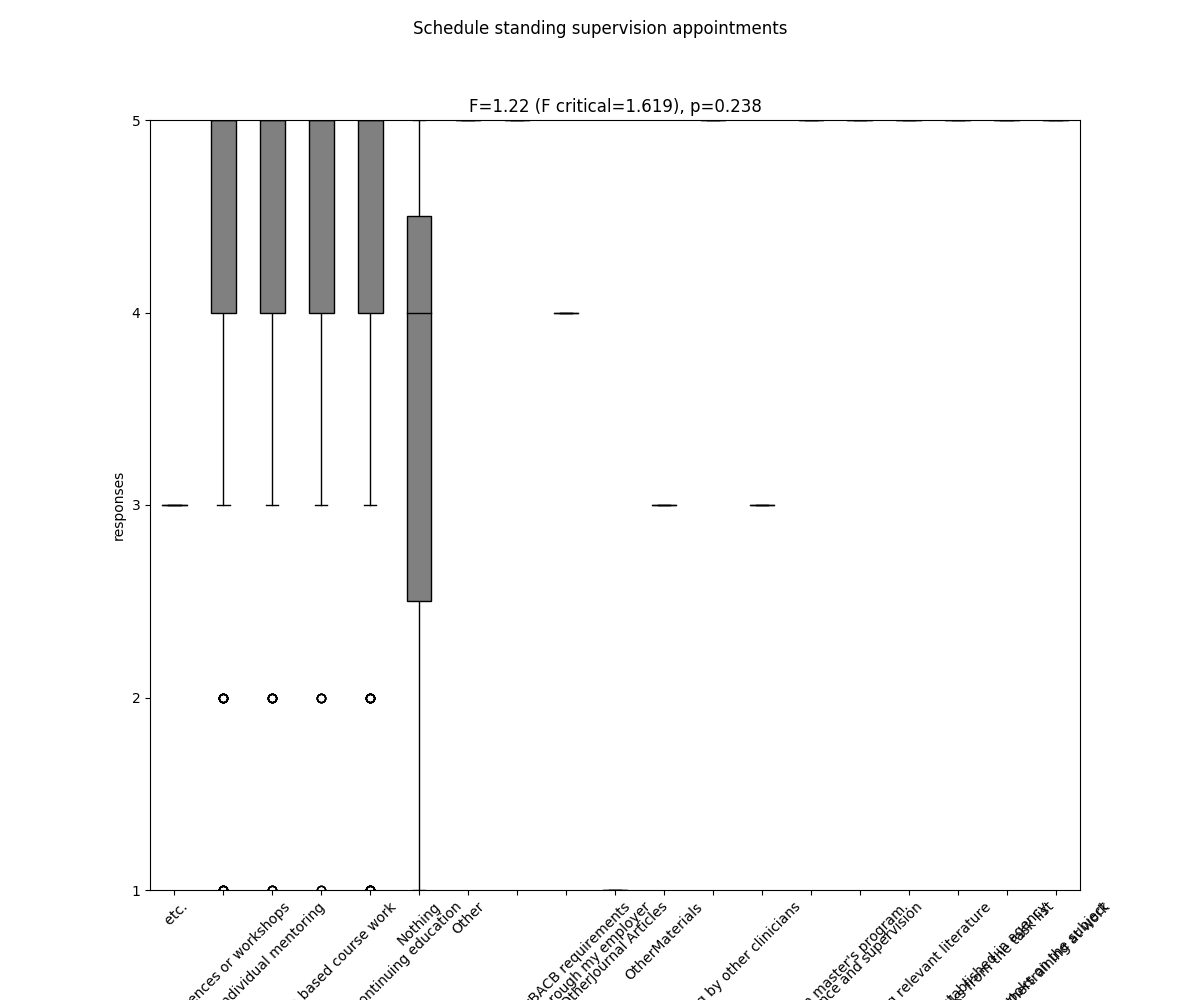 Schedule standing supervision appointments
F=1.22 (F critical=1.619), p=0.238
5
4
3
2
1
responses
etc.
ences or workshops
ndividual mentoring
based course work
ontinuing education
Nothing
Other
BACB requirements
rough my employer
Journal Articles
OtherMaterials
g by other clinicians
master's program.
nce and supervision
g relevant literature